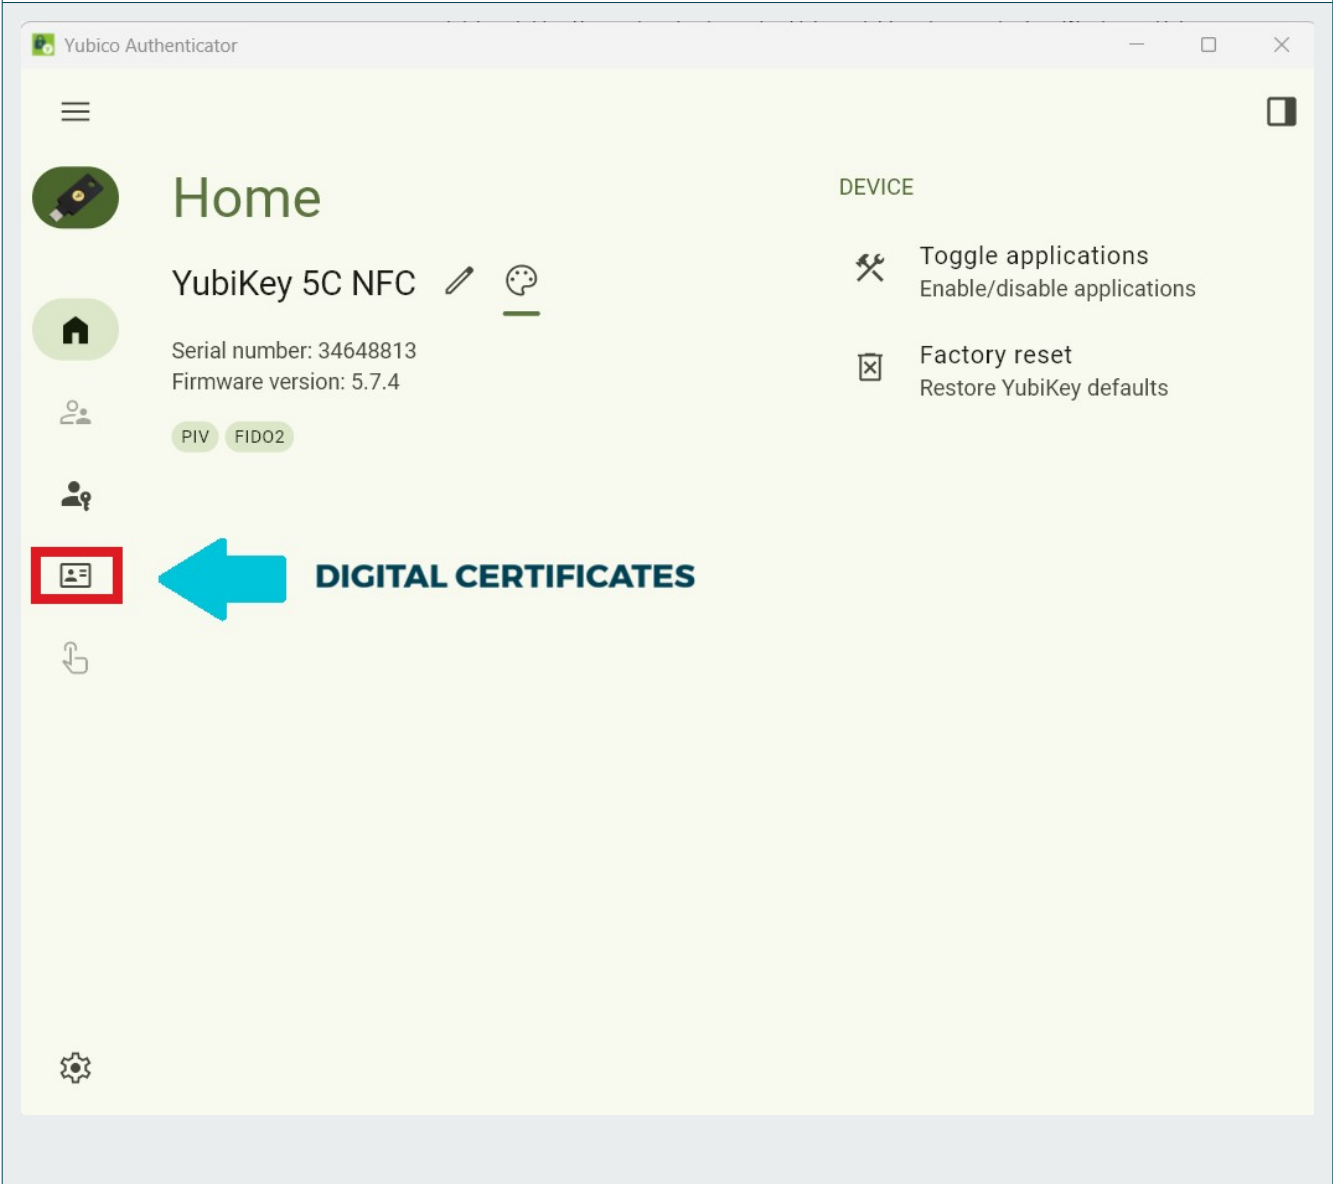 Yubico Authenticator
Home
YubiKey 5C NFC
Serial number: 34648813
Firmware version: 5.7.4
PIV FIDO2
DIGITAL CERTIFICATES
DEVICE
Toggle applications
Enable/disable applications
Factory reset
Restore YubiKey defaults